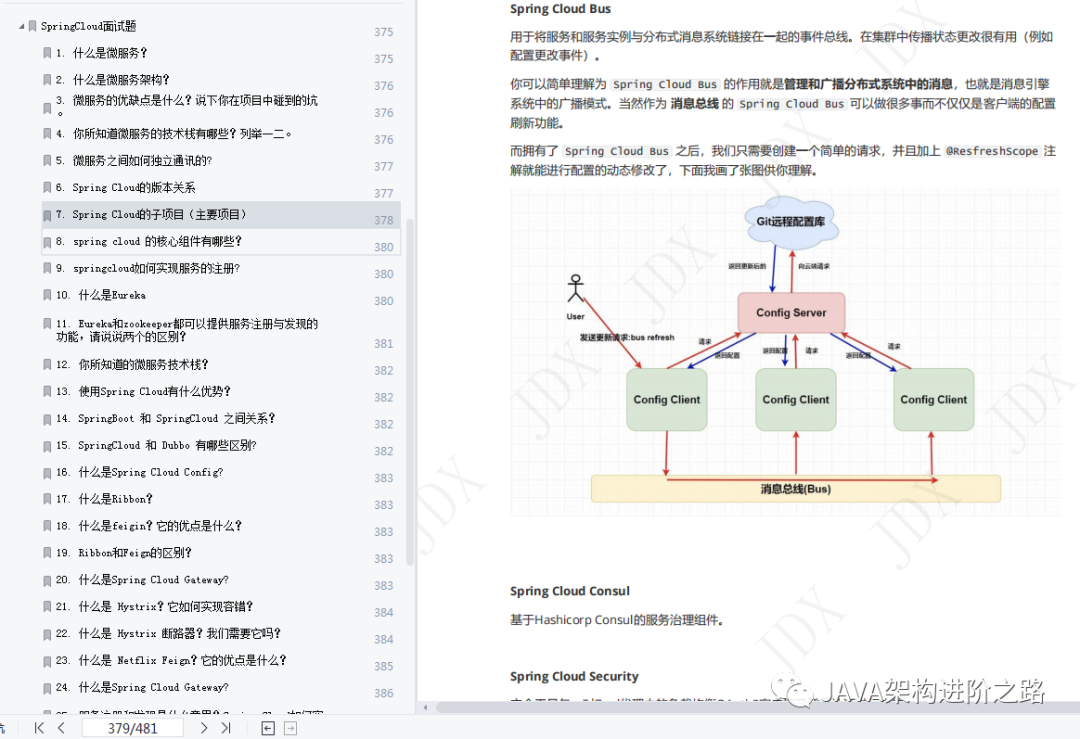 SpringCloud面试题 375
1. 什么是微服务? 375
2. 什么是微服务架构? 376
3. 微服务的优缺点是什么? 说下你在项目中碰到的坑
。 376
4. 你所知道微服务的技术栈有哪些? 列举一二。 376
5. 微服务之间如何独立通讯的? 377
6. Spring Cloud的版本关系 377
7. Spring Cloud的子项目（主要项目） 378
8. spring cloud 的核心组件有哪些? 380
9. springcloud如何实现服务的注册? 380
10. 什么是Eureka 380
11. Eureka和zookeeper都可以提供服务注册与发现的
功能，请说说两个的区别? 381
12. 你所知道的微服务技术栈? 382
13. 使用Spring Cloud有什么优势? 382
14. SpringBoot 和 SpringCloud 之间关系? 382
15. SpringCloud 和 Dubbo 有哪些区别? 382
16. 什么是Spring Cloud Config? 383
17. 什么是Ribbon? 383
18. 什么是feigin? 它的优点是什么? 383
19. Ribbon和Feign的区别? 383
20. 什么是Spring Cloud Gateway? 383
21. 什么是 Hystrix? 它如何实现容错? 384
22. 什么是 Hystrix 断路器? 我们需要它吗? 384
23. 什么是 Netflix Feign? 它的优点是什么? 385
24. 什么是Spring Cloud Gateway? 386
379/481
Spring Cloud Bus
用于将服务和服务实例与分布式消息系统链接在一起的事件总线。在集群中传播状态更改很有用（例如
配置更改事件）。
你可以简单理解为 Spring Cloud Bus 的作用就是管理和广播分布式系统中的消息，也就是消息引擎
系统中的广播模式。当然作为 消息总线 的 Spring Cloud Bus 可以做很多事而不仅仅是客户端的配置
刷新功能。
而拥有了 Spring Cloud Bus 之后，我们只需要创建一个简单的请求，并且加上 @ResfreshScope 注
解就能进行配置的动态修改了，下面我画了张图供你理解。
Git远程配置库
返回更新后的
向云端请求
User
Config Server
发送更新请求:bus refresh
请求
返回配置
返回配置
请求
返回配置
请求
Config Client
Config Client
Config Client
消息总线(Bus)
Spring Cloud Consul
基于Hashicorp Consul的服务治理组件。
Spring Cloud Security
JAVA架构进阶之路
JDX
JDX
JDX
JDX
JDX
JDX
JDX
JDX